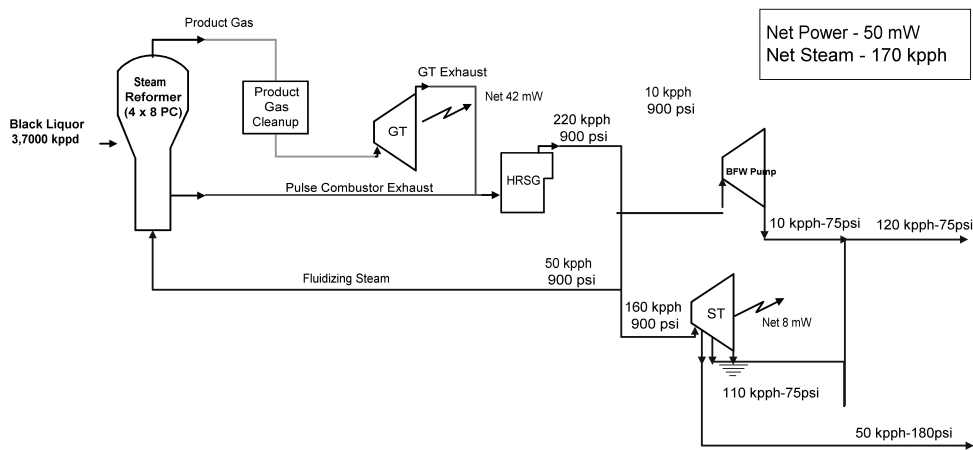 Product Gas
Net Power - 50 mW
Net Steam - 170 kpph
Steam
Reformer
(4 x 8 PC)
GT Exhaust
Product
Gas
Cleanup
Net 42 mW
10 kpph
900 psi
Black Liquor
3,7000 kppd
GT
220 kpph
900 psi
BFW Pump
HRSG
Pulse Combustor Exhaust
10 kpph-75psi
120 kpph-75psi
50 kpph
900 psi
Fluidizing Steam
160 kpph
900 psi
ST
Net 8 mW
110 kpph-75psi
50 kpph-180psi